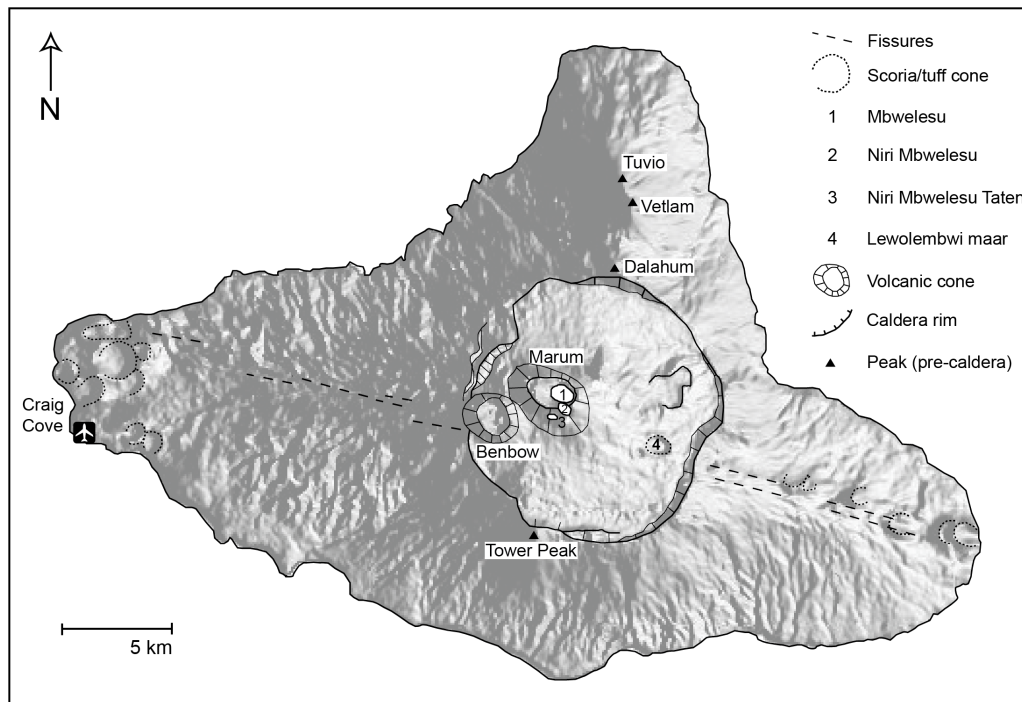 N
Fissures
Scoria/tuff cone
1 Mbwelesu
2 Niri Mbwelesu
3 Niri Mbwelesu Taten
4 Lewolembwi maar
Volcanic cone
Caldera rim
Peak (pre-caldera)
Tuvio
Vetlam
Dalahum
Marum
1
2
3
Craig
Cove
Benbow
4
Tower Peak
5 km